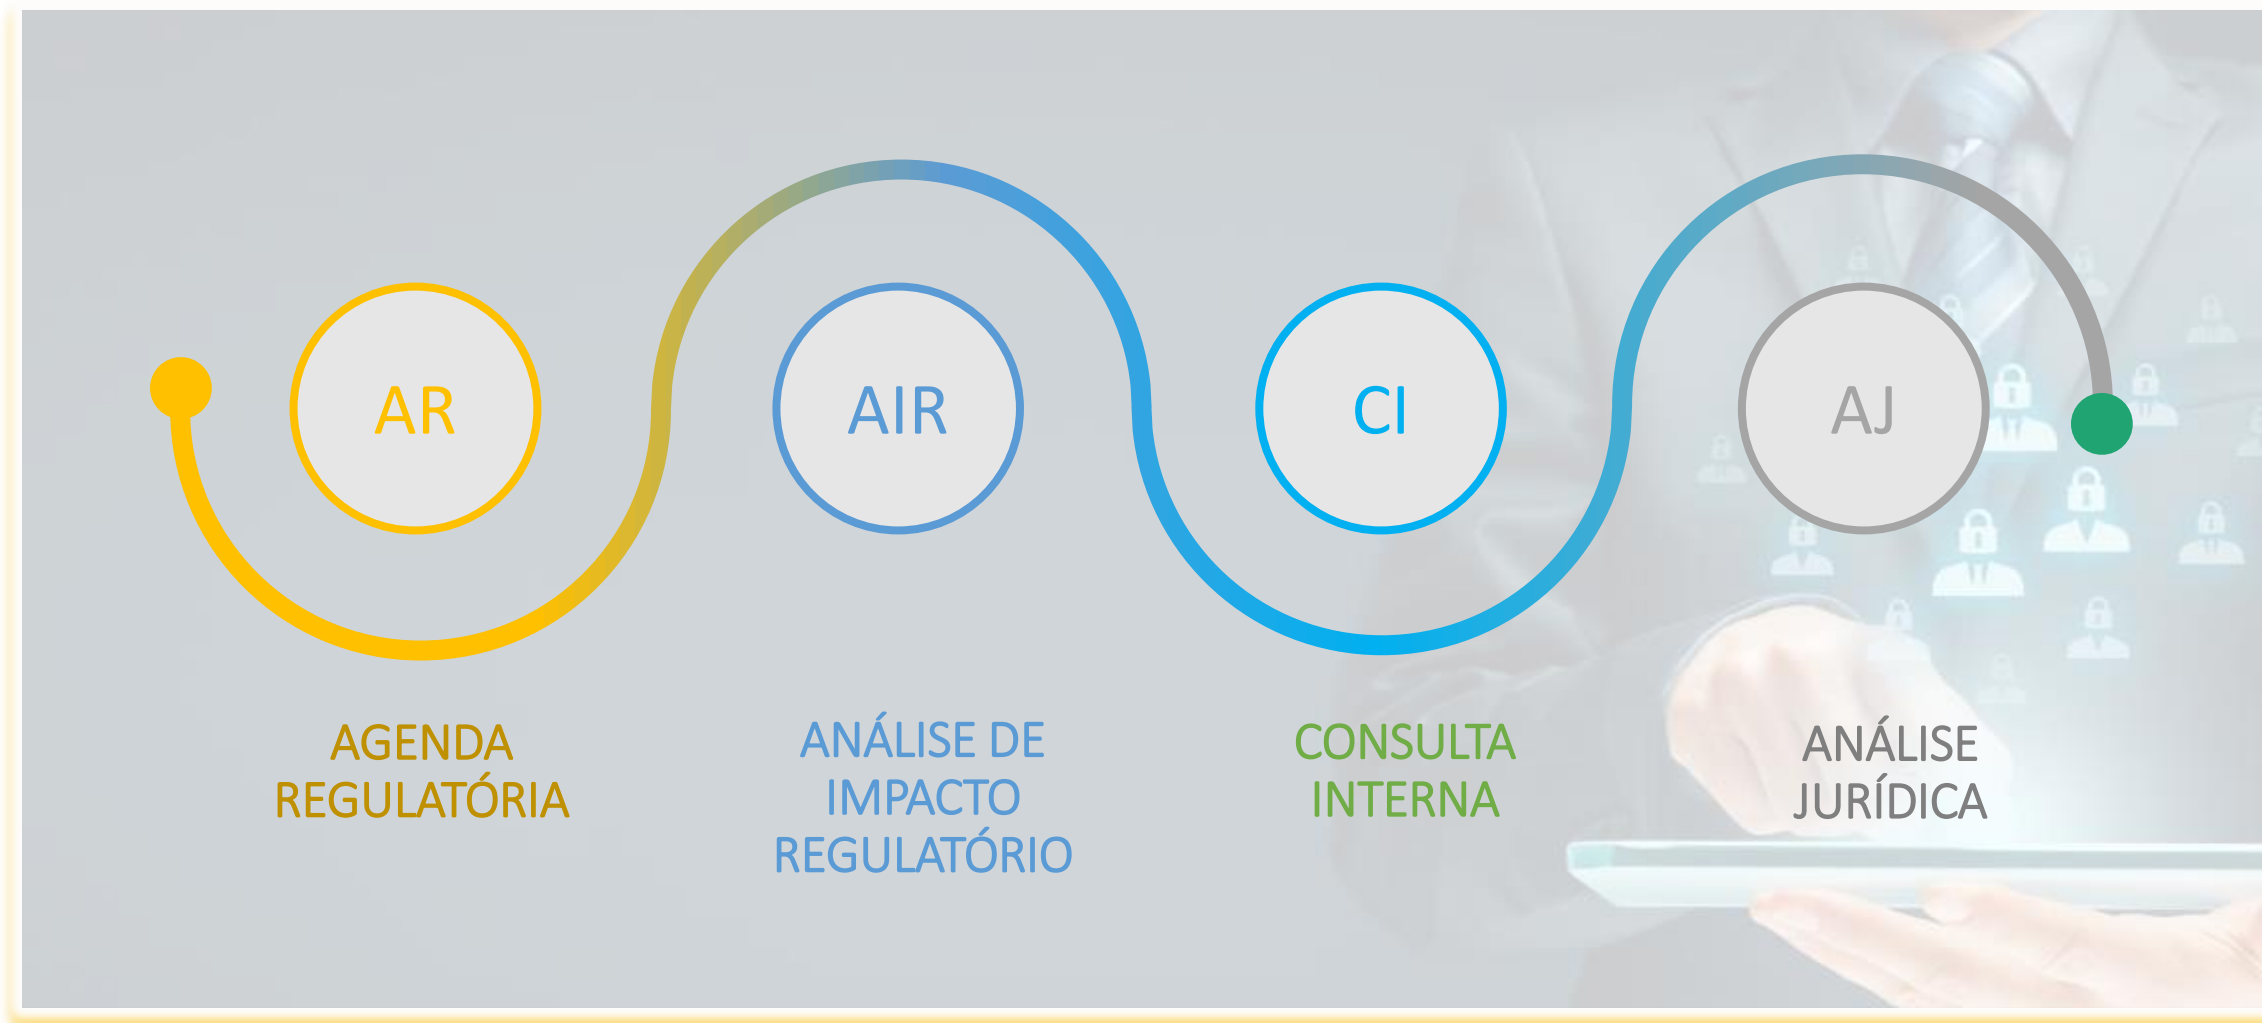 AR
AIR
CI
AJ
AGENDA
REGULATÓRIA
ANÁLISE DE
IMPACTO
REGULATÓRIO
CONSULTA
INTERNA
ANÁLISE
JURÍDICA